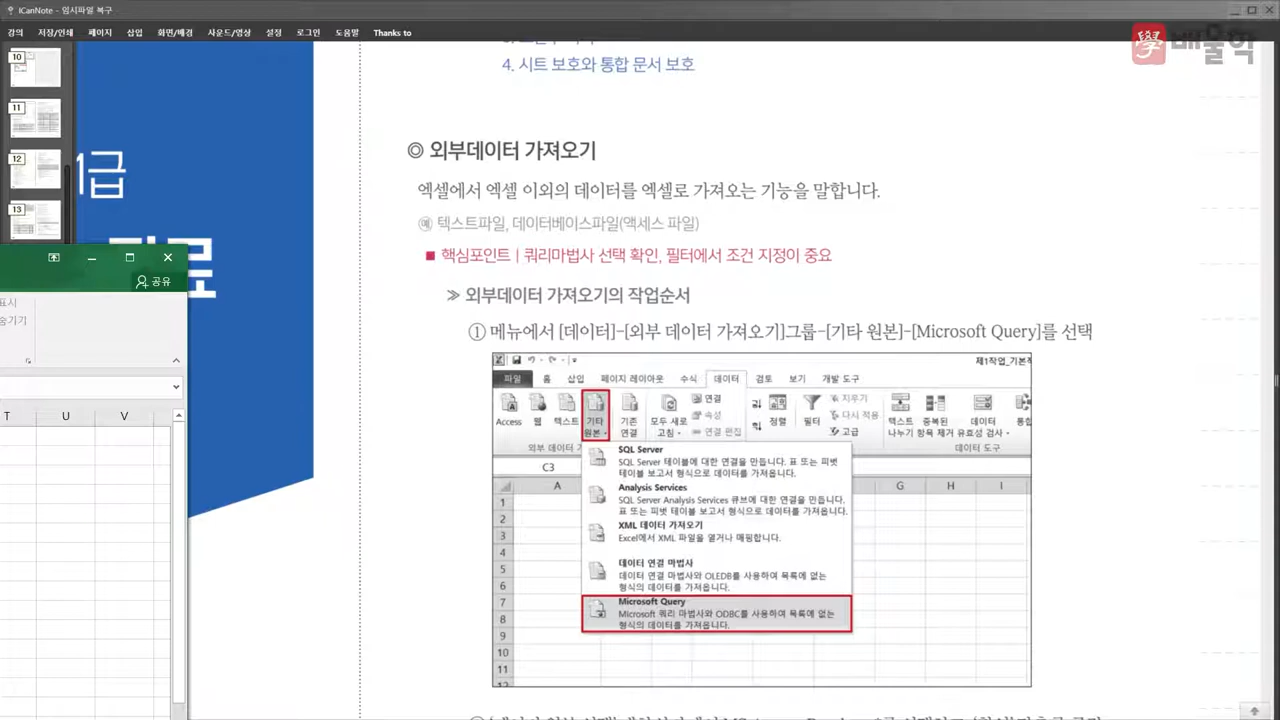 ICanNote - 임시파일 복구
강의 저장/인쇄 페이지 삽입 화면/배경 사운드/영상 설정 로그인 도움말 Thanks to
學 배울학
10
11
12
13
1급
공유
T U V
4. 시트 보호와 통합 문서 보호
◎ 외부데이터 가져오기
엑셀에서 엑셀 이외의 데이터를 엑셀로 가져오는 기능을 말합니다.
예 텍스트파일, 데이터베이스파일(액세스 파일)
■ 핵심포인트 | 쿼리마법사 선택 확인, 필터에서 조건 지정이 중요
≫ 외부데이터 가져오기의 작업순서
① 메뉴에서 [데이터]-[외부 데이터 가져오기]그룹-[기타 원본]-[Microsoft Query]를 선택
파일 홈 삽입 페이지 레이아웃 수식 데이터 검토 보기 개발 도구
Access 웹 텍스트 기타 원본 기존 연결 모두 새로 고침 연결 속성 연결 편집 정렬 필터 지우기 다시 적용 고급 텍스트 나누기 중복된 항목 제거 데이터 유효성 검사
데이터 도구
C3
A G H I
SQL Server
SQL Server 테이블에 대한 연결을 만듭니다. 표 또는 피벗
테이블 보고서 형식으로 데이터를 가져옵니다.
Analysis Services
SQL Server Analysis Services 큐브에 대한 연결을 만듭니다.
표 또는 피벗 테이블 보고서 형식으로 데이터를 가져옵니다.
XML 데이터 가져오기
Excel에서 XML 파일을 열거나 매핑합니다.
데이터 연결 마법사
데이터 연결 마법사와 OLEDB를 사용하여 목록에 없는
형식의 데이터를 가져옵니다.
Microsoft Query
Microsoft 쿼리 마법사와 ODBC를 사용하여 목록에 없는
형식의 데이터를 가져옵니다.
1
2
3
4
5
6
7
8
9
10
11